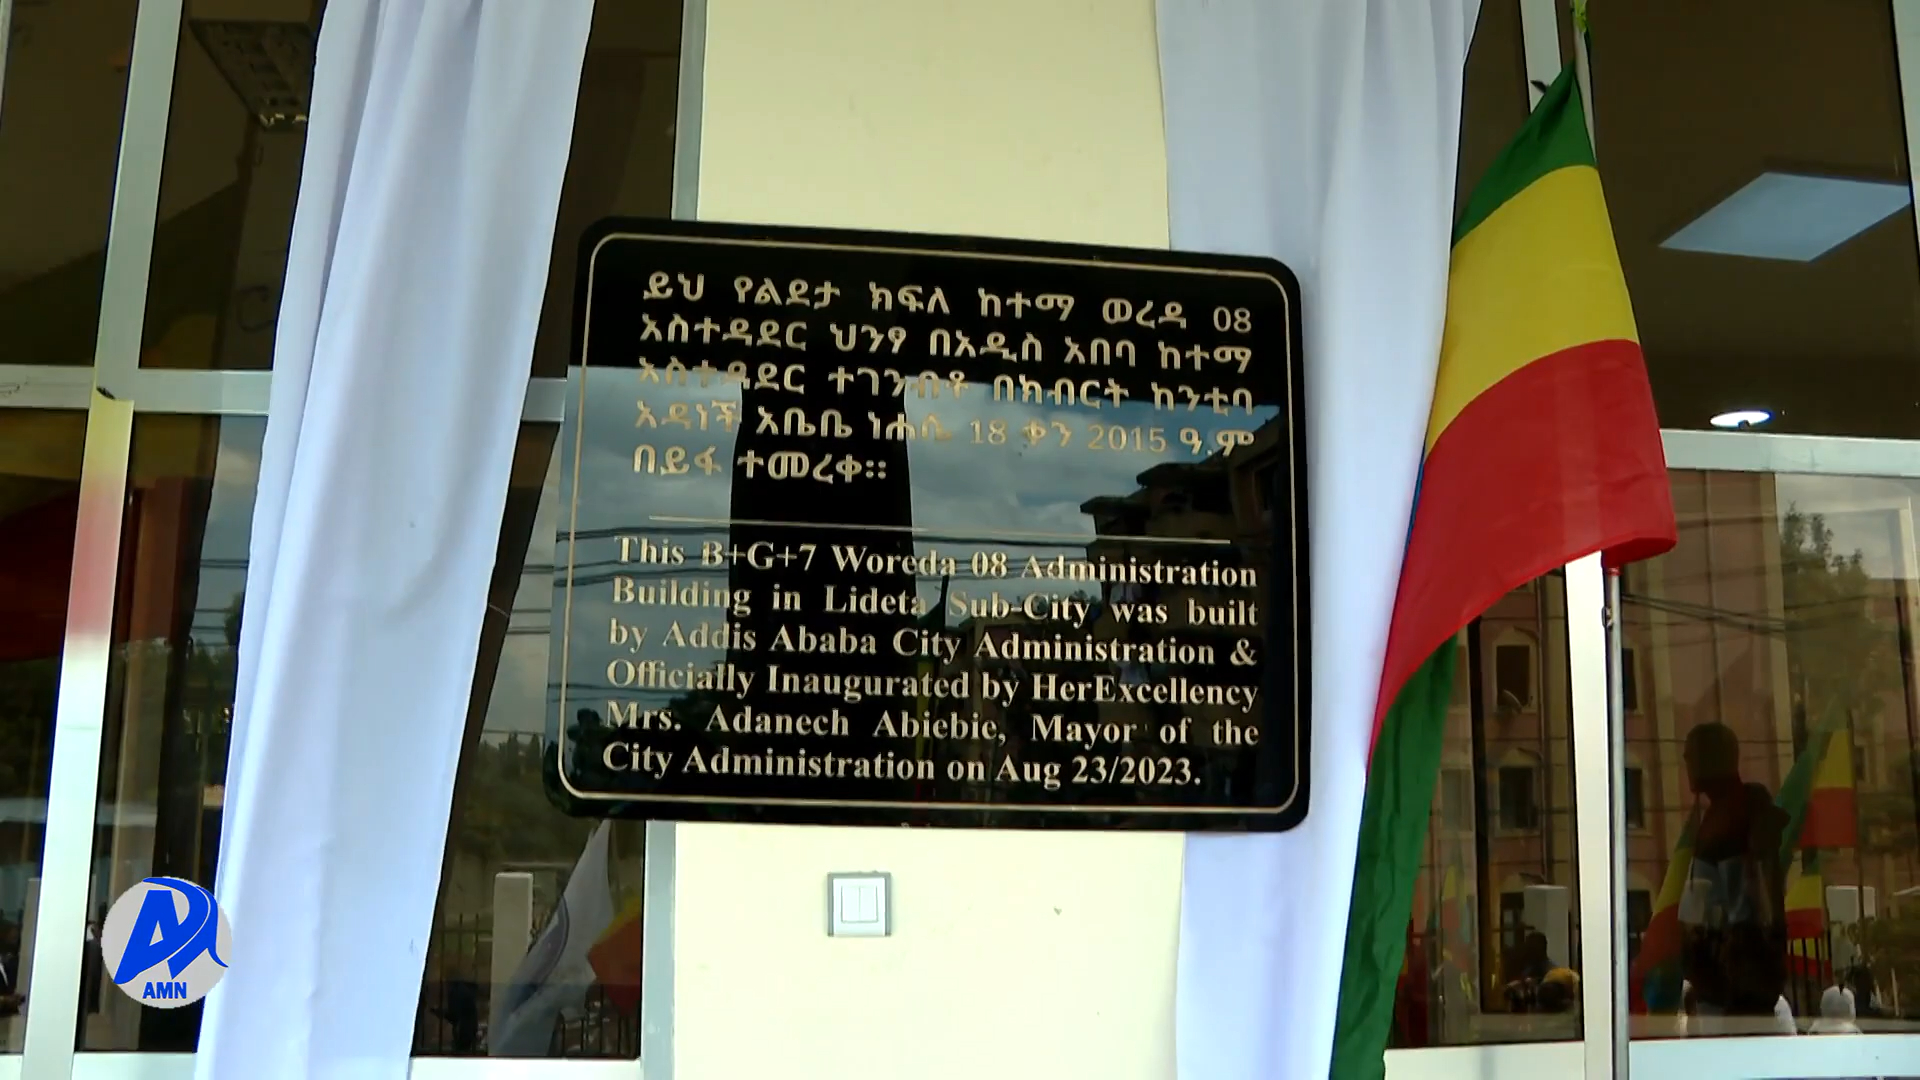 ይህ የልደታ ክፍለ ከተማ ወረዳ 08
አስተዳደር ህንፃ በአዲስ አበባ ከተማ
አስተዳደር ተገንብቶ በክብርት ከንቲባ
አዳነች አቤቤ ነሐሴ 18 ቀን 2015 ዓ.ም
በይፋ ተመረቀ።
This B+G+7 Woreda 08 Administration
Building in Lideta Sub-City was built
by Addis Ababa City Administration &
Officially Inaugurated by HerExcellency
Mrs. Adanech Abiebie, Mayor of the
City Administration on Aug 23/2023.
AMN